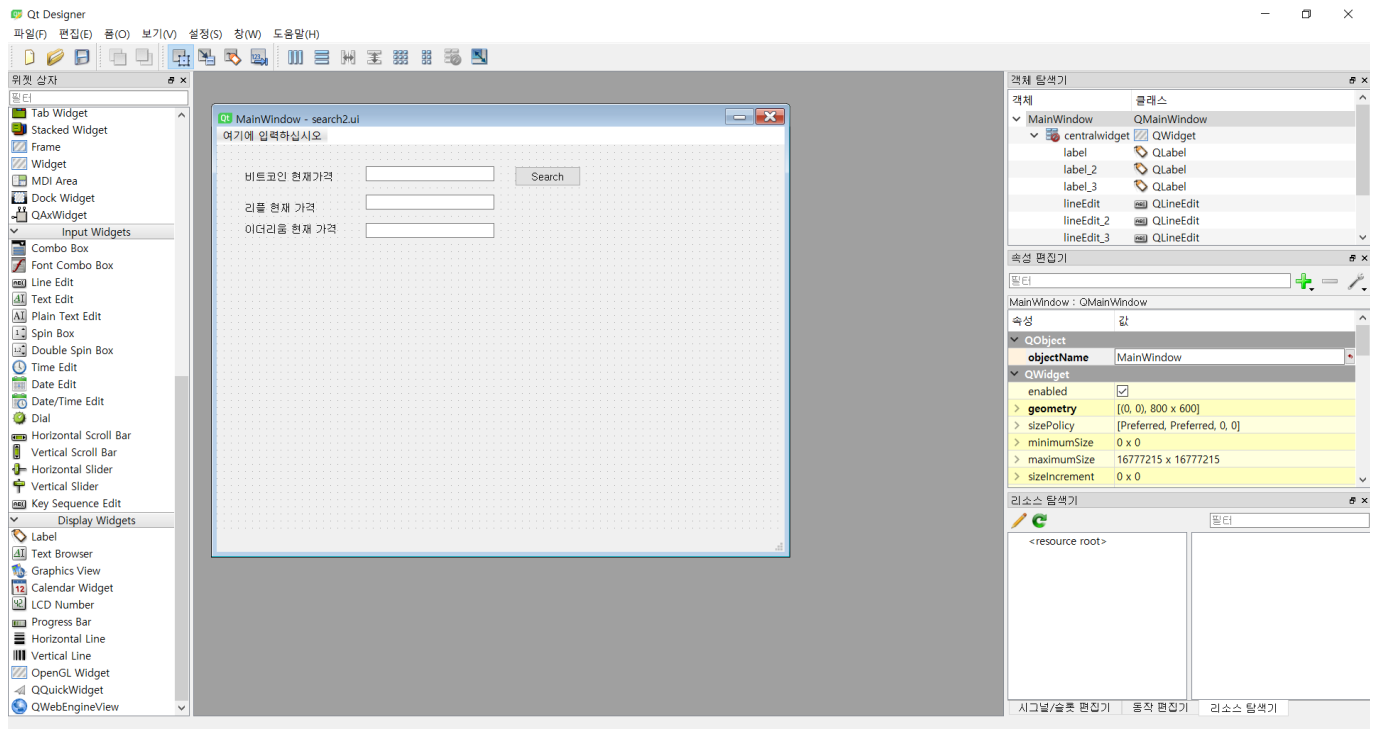 Qt Designer
파일(F) 편집(E) 폼(O) 보기(V) 설정(S) 창(W) 도움말(H)
위젯 상자
필터
Tab Widget
Stacked Widget
Frame
Widget
MDI Area
Dock Widget
QAxWidget
Input Widgets
Combo Box
Font Combo Box
Line Edit
Text Edit
Plain Text Edit
Spin Box
Double Spin Box
Time Edit
Date Edit
Date/Time Edit
Dial
Horizontal Scroll Bar
Vertical Scroll Bar
Horizontal Slider
Vertical Slider
Key Sequence Edit
Display Widgets
Label
Text Browser
Graphics View
Calendar Widget
LCD Number
Progress Bar
Horizontal Line
Vertical Line
OpenGL Widget
QQuickWidget
QWebEngineView
MainWindow - search2.ui
여기에 입력하십시오
비트코인 현재가격
Search
리플 현재 가격
이더리움 현재 가격
객체 탐색기
객체 클래스
MainWindow QMainWindow
centralwidget QWidget
label QLabel
label_2 QLabel
label_3 QLabel
lineEdit QLineEdit
lineEdit_2 QLineEdit
lineEdit_3 QLineEdit
속성 편집기
필터
MainWindow : QMainWindow
속성 값
QObject
objectName MainWindow
QWidget
enabled
geometry [(0, 0), 800 x 600]
sizePolicy [Preferred, Preferred, 0, 0]
minimumSize 0 x 0
maximumSize 16777215 x 16777215
sizeIncrement 0 x 0
리소스 탐색기
필터
<resource root>
시그널/슬롯 편집기 동작 편집기 리소스 탐색기